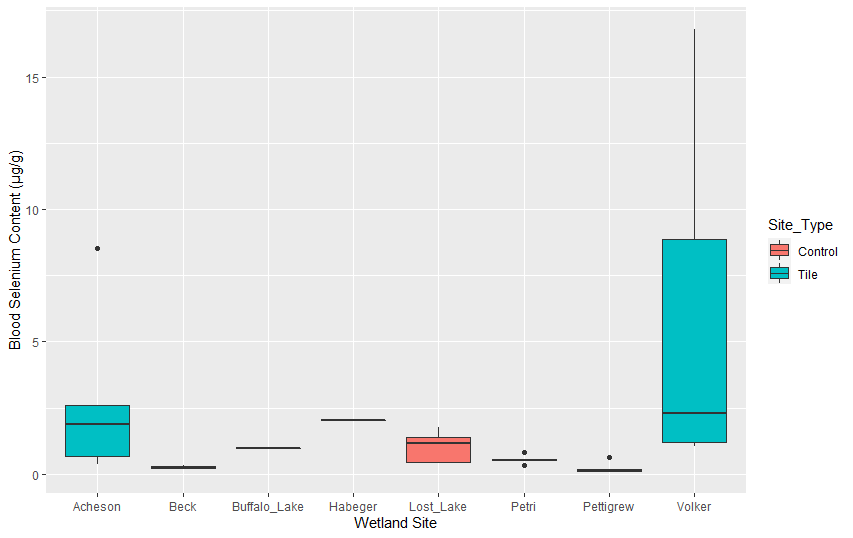 Blood Selenium Content (µg/g)
15
10
5
0
Acheson Beck Buffalo_Lake Habeger Lost_Lake Petri Pettigrew Volker
Wetland Site
Site_Type
Control
Tile